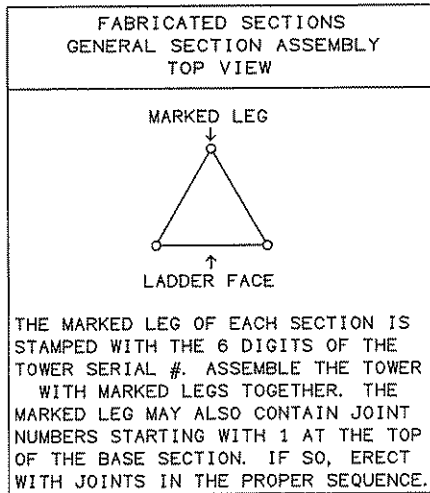 FABRICATED SECTIONS
GENERAL SECTION ASSEMBLY
TOP VIEW
MARKED LEG
↓
↑
LADDER FACE
THE MARKED LEG OF EACH SECTION IS
STAMPED WITH THE 6 DIGITS OF THE
TOWER SERIAL #. ASSEMBLE THE TOWER
WITH MARKED LEGS TOGETHER. THE
MARKED LEG MAY ALSO CONTAIN JOINT
NUMBERS STARTING WITH 1 AT THE TOP
OF THE BASE SECTION. IF SO, ERECT
WITH JOINTS IN THE PROPER SEQUENCE.